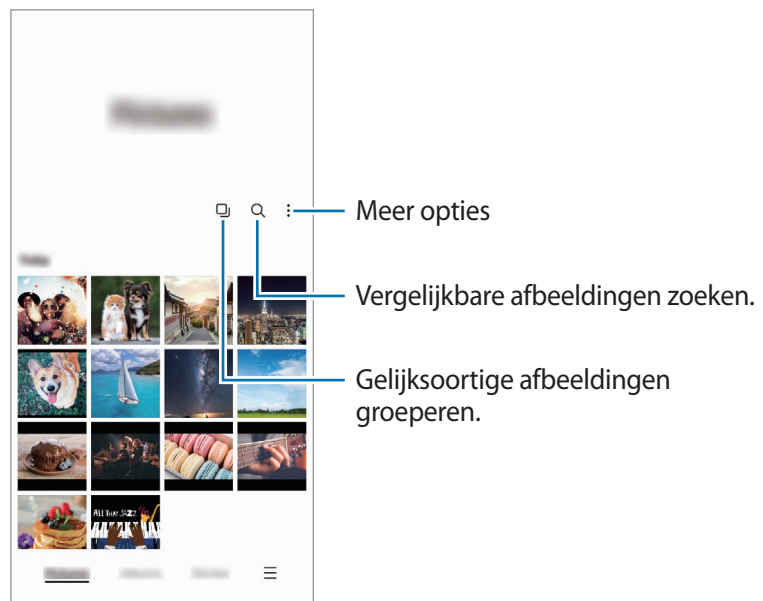 Meer opties
Vergelijkbare afbeeldingen zoeken.
Gelijksoortige afbeeldingen
groeperen.
ALL THAT JAZZ